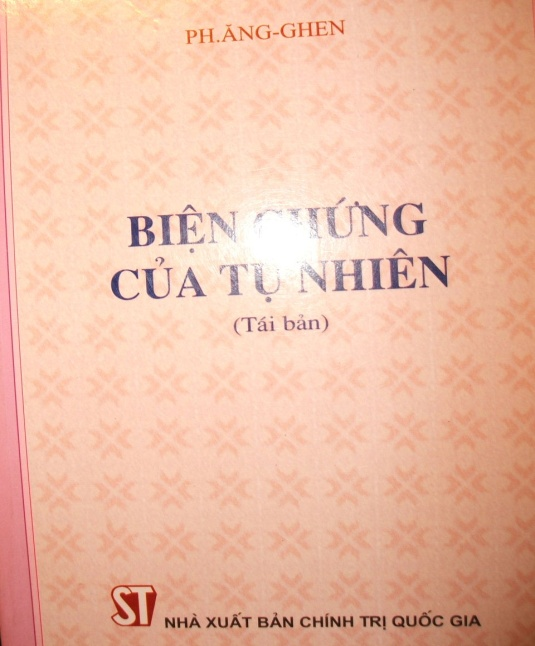 PH.ĂNG-GHEN
BIỆN CHỨNG
CỦA TỰ NHIÊN
(Tái bản)
ST NHÀ XUẤT BẢN CHÍNH TRỊ QUỐC GIA